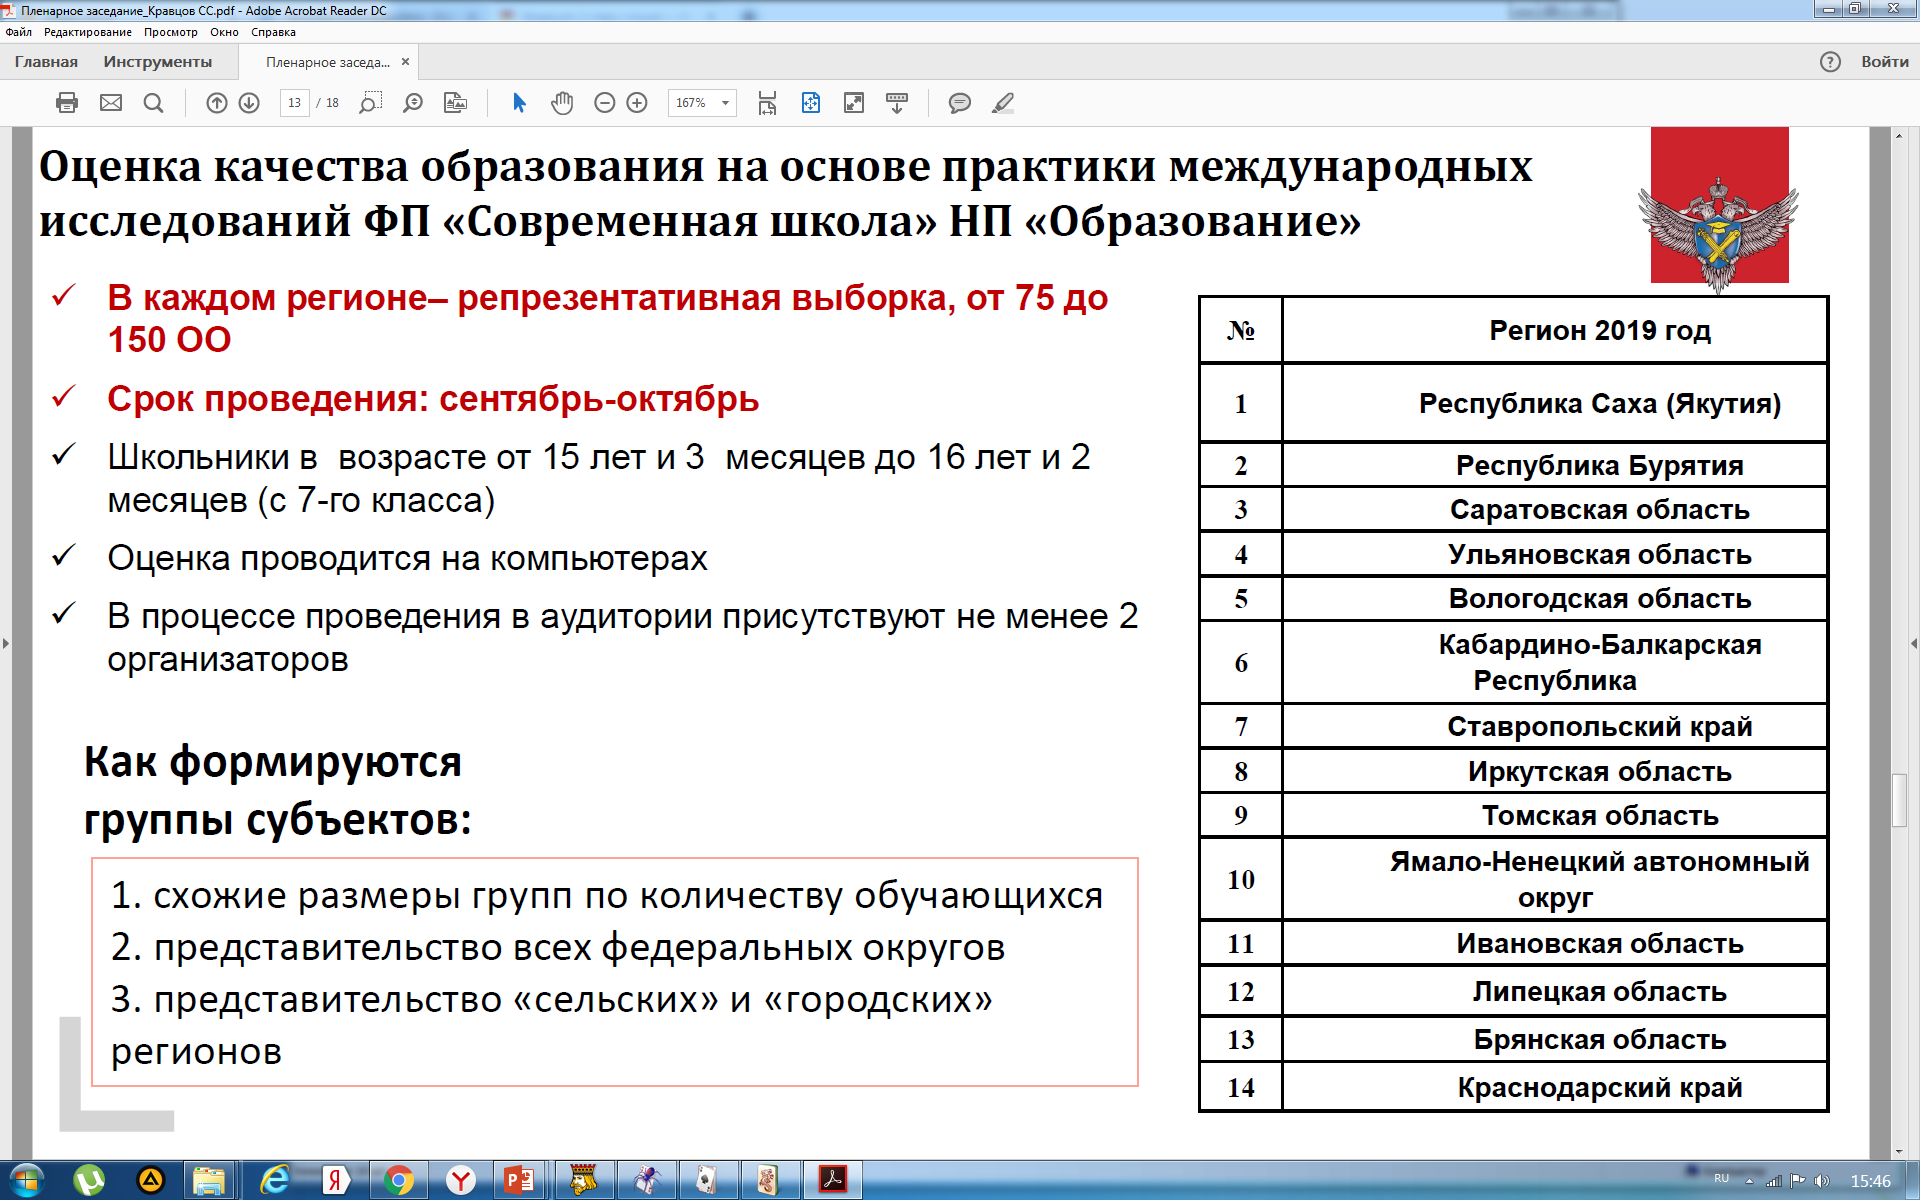 Пленарное заседание_Кравцов СС.pdf - Adobe Acrobat Reader DC
Файл Редактирование Просмотр Окно Справка
Главная Инструменты Пленарное заседа... × ? Войти
13 / 18 167%
Оценка качества образования на основе практики международных
исследований ФП «Современная школа» НП «Образование»
В каждом регионе– репрезентативная выборка, от 75 до
150 ОО
Срок проведения: сентябрь-октябрь
Школьники в возрасте от 15 лет и 3 месяцев до 16 лет и 2
месяцев (с 7-го класса)
Оценка проводится на компьютерах
В процессе проведения в аудитории присутствуют не менее 2
организаторов
Как формируются
группы субъектов:
1. схожие размеры групп по количеству обучающихся
2. представительство всех федеральных округов
3. представительство «сельских» и «городских»
регионов
№ Регион 2019 год
1 Республика Саха (Якутия)
2 Республика Бурятия
3 Саратовская область
4 Ульяновская область
5 Вологодская область
6 Кабардино-Балкарская
Республика
7 Ставропольский край
8 Иркутская область
9 Томская область
10 Ямало-Ненецкий автономный
округ
11 Ивановская область
12 Липецкая область
13 Брянская область
14 Краснодарский край
RU 15:46